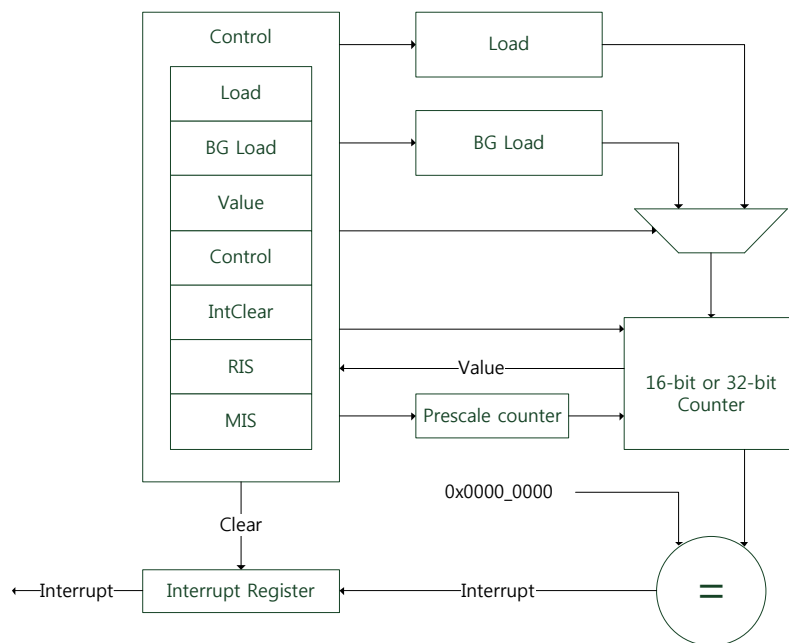 Control
Load
Load
BG Load
BG Load
Value
Control
IntClear
RIS
Value
16-bit or 32-bit
Counter
MIS
Prescale counter
0x0000_0000
Clear
Interrupt
Interrupt Register
Interrupt
=